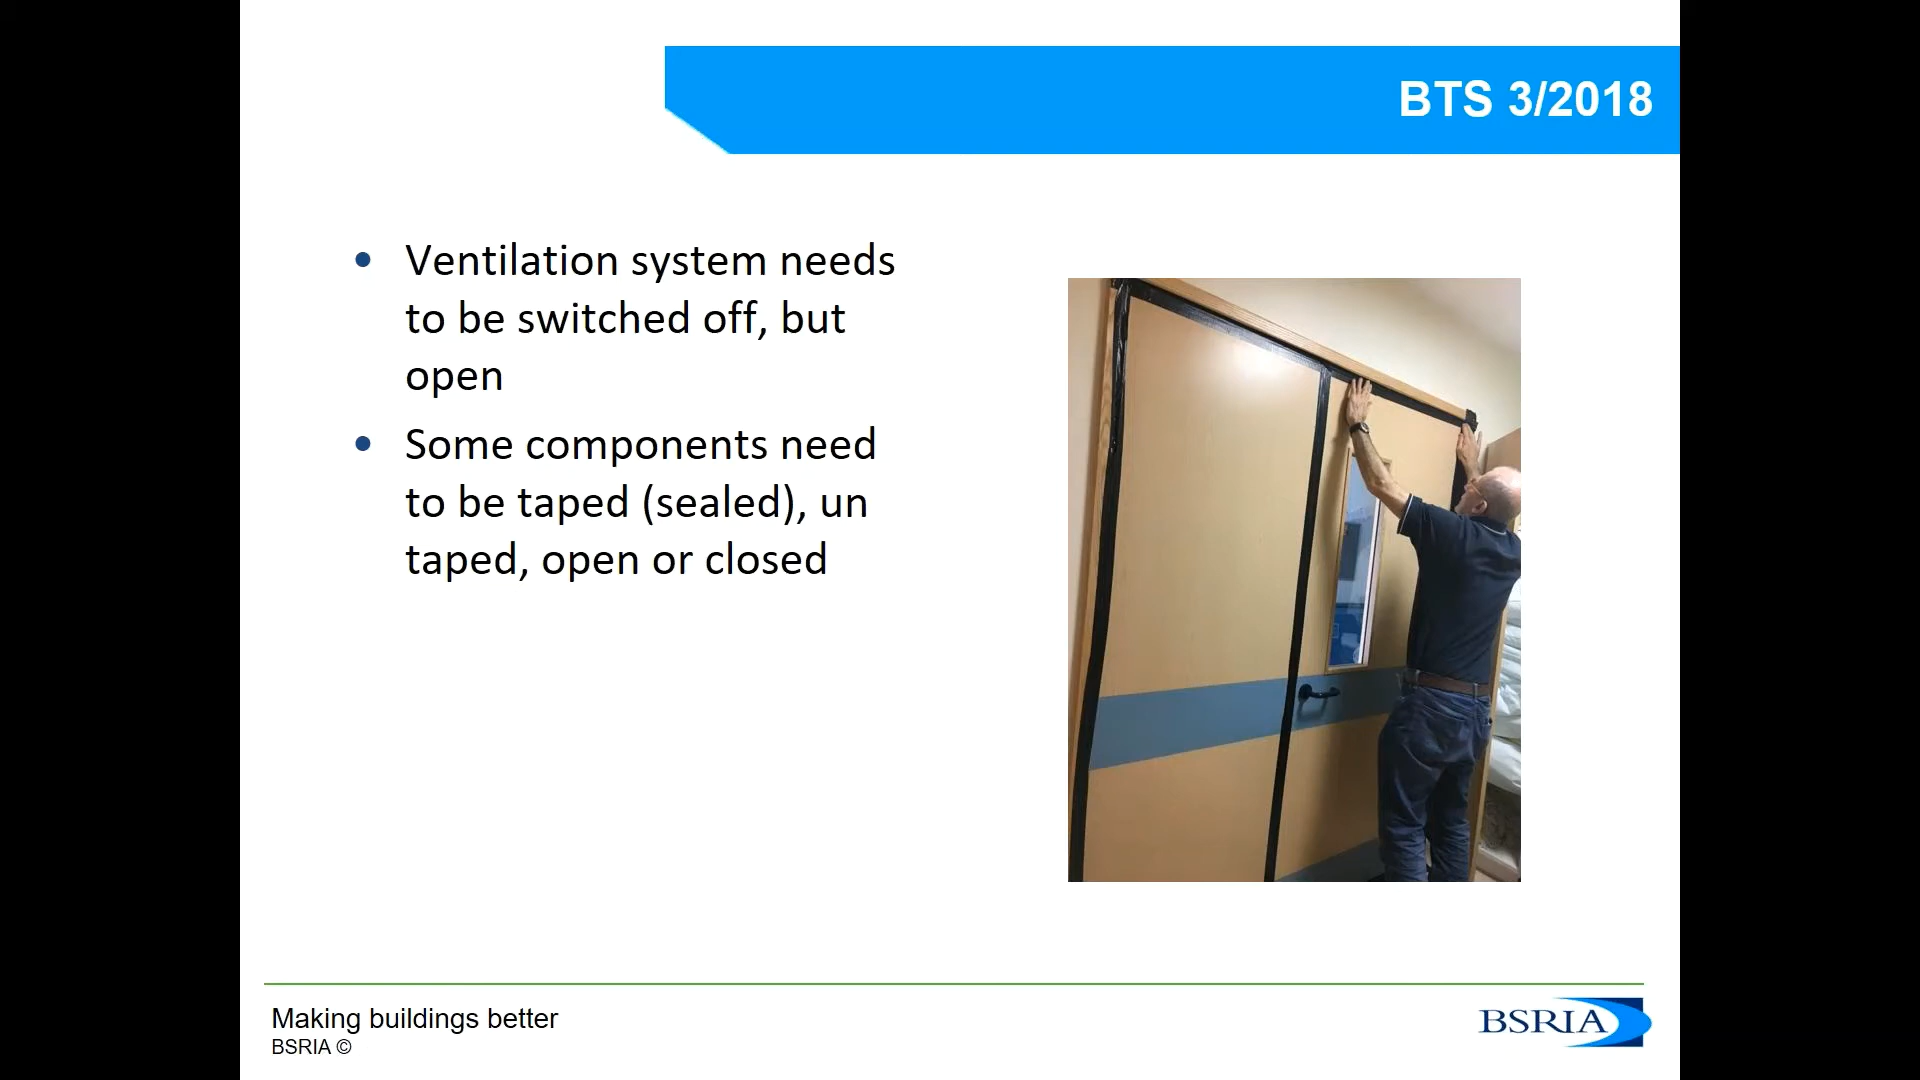 BTS 3/2018
• Ventilation system needs
to be switched off, but
open
• Some components need
to be taped (sealed), un
taped, open or closed
Making buildings better
BSRIA ©
BSRIA